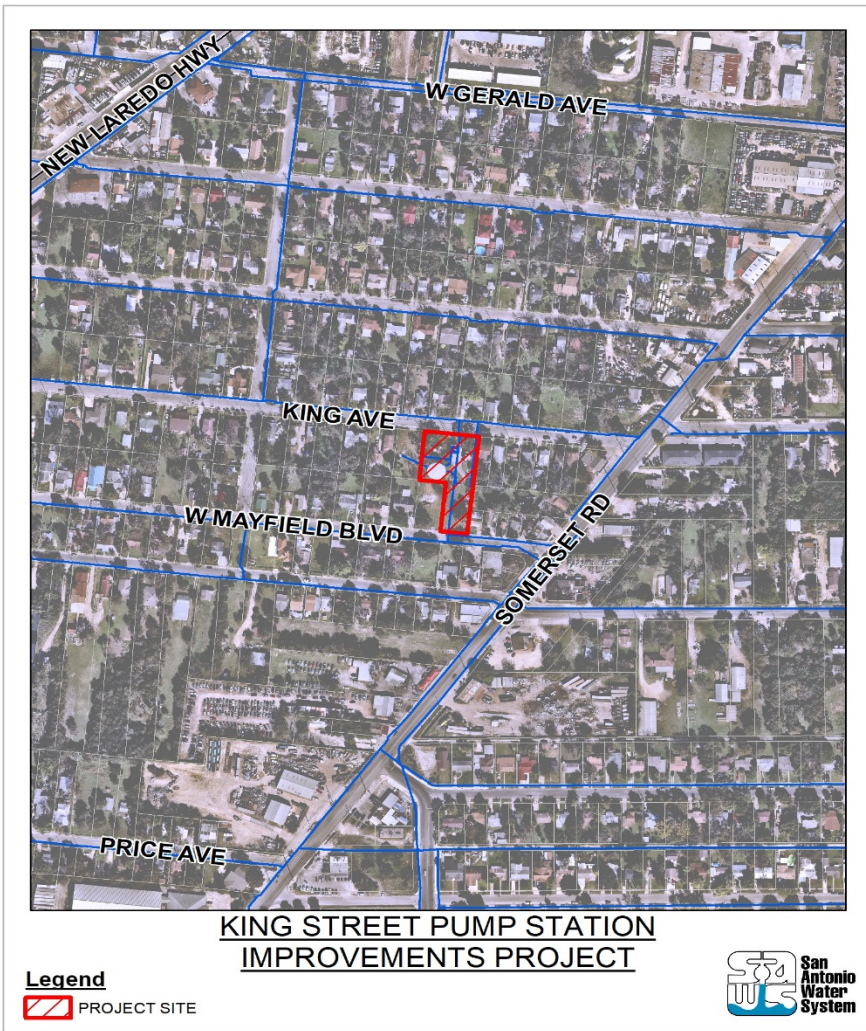 NEW LAREDO HWY
W GERALD AVE
KING AVE
W MAYFIELD BLVD
SOMERSET RD
PRICE AVE
KING STREET PUMP STATION
IMPROVEMENTS PROJECT
Legend
PROJECT SITE
SAWS
San
Antonio
Water
System